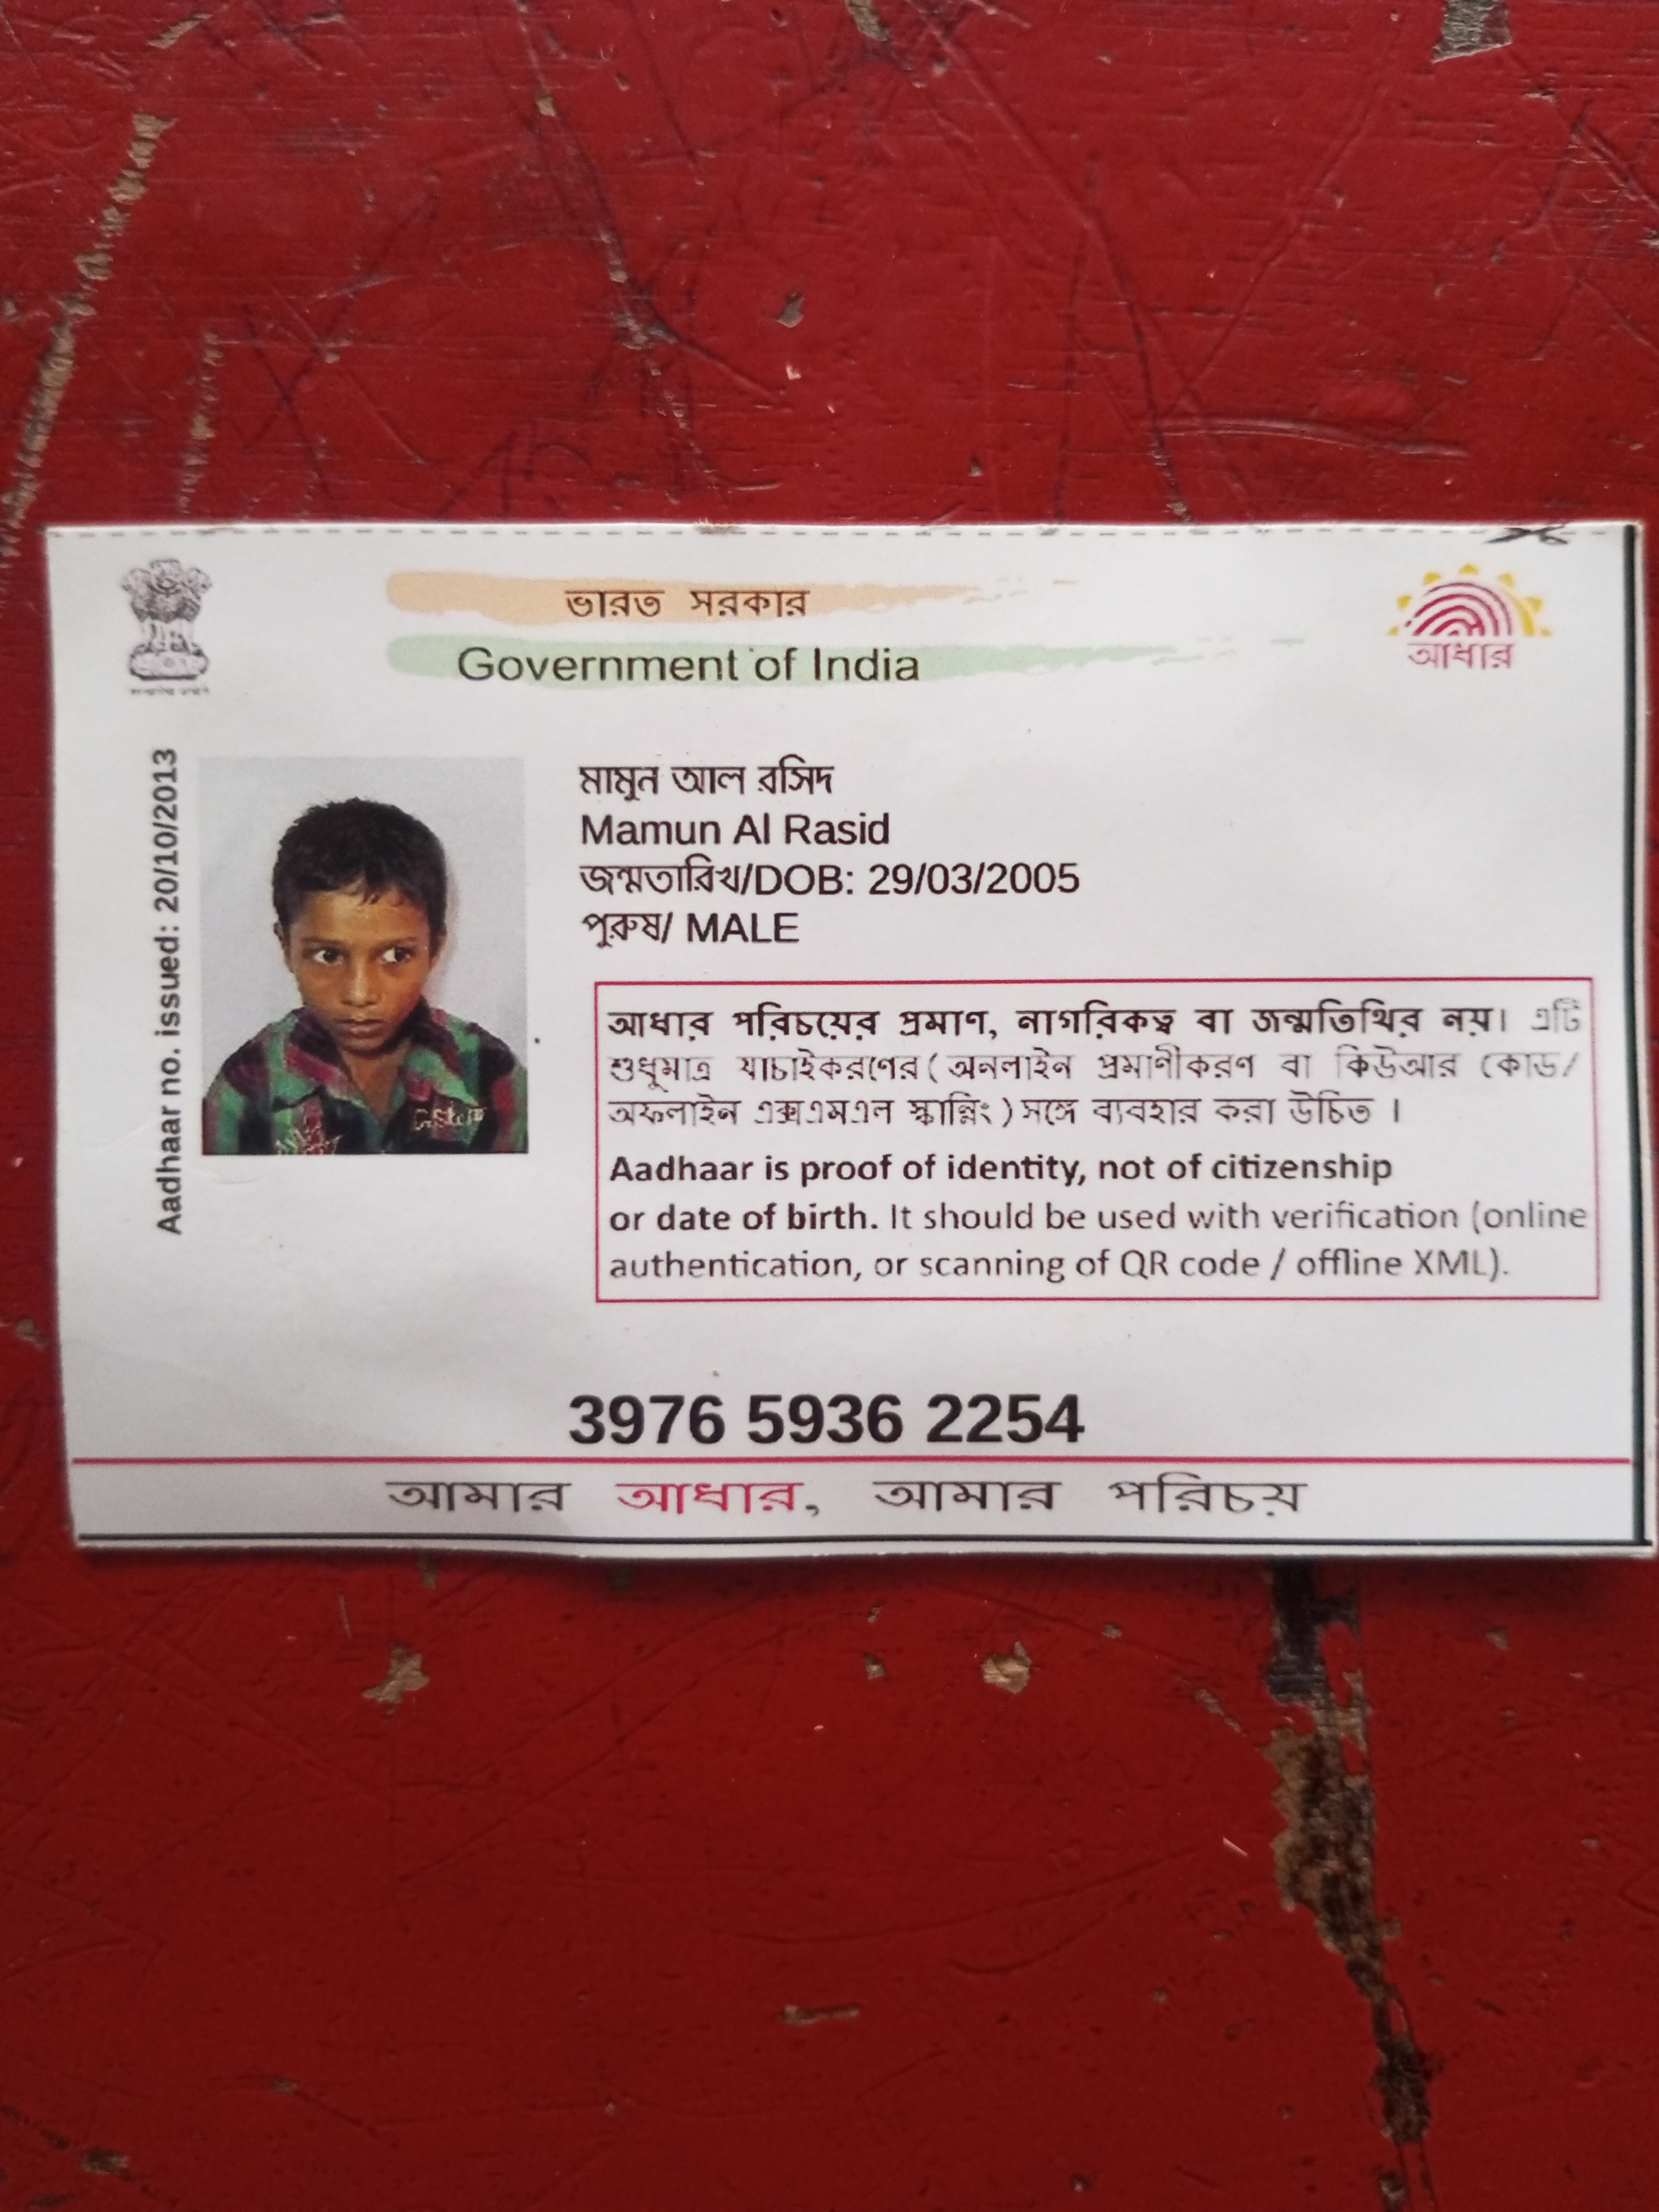 ভারত সরকার
Government of India
আধার
Aadhaar no. issued: 20/10/2013
মামুন আল রসিদ
Mamun Al Rasid
জন্মতারিখ/DOB: 29/03/2005
পুরুষ/ MALE
আধার পরিচয়ের প্রমাণ, নাগরিকত্ব বা জন্মতিথির নয়। এটি
শুধুমাত্র যাচাইকরণের ( অনলাইন প্রমাণীকরণ বা কিউআর কোড/
অফলাইন এক্সএমএল স্ক্যানিং ) সঙ্গে ব্যবহার করা উচিত ।
Aadhaar is proof of identity, not of citizenship
or date of birth. It should be used with verification (online
authentication, or scanning of QR code / offline XML).
3976 5936 2254
আমার আধার, আমার পরিচয়